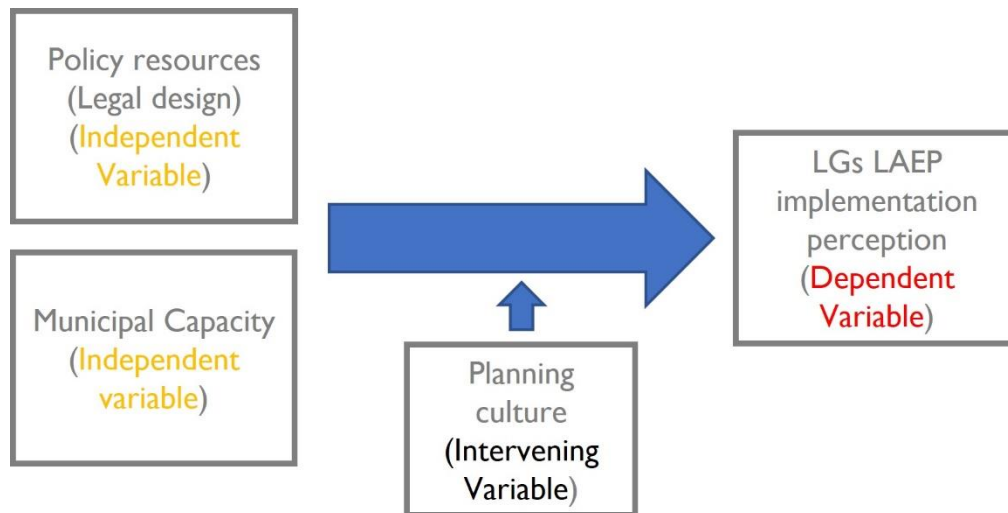 Policy resources
(Legal design)
(Independent
Variable)
Municipal Capacity
(Independent
variable)
Planning
culture
(Intervening
Variable)
LGs LAEP
implementation
perception
(Dependent
Variable)